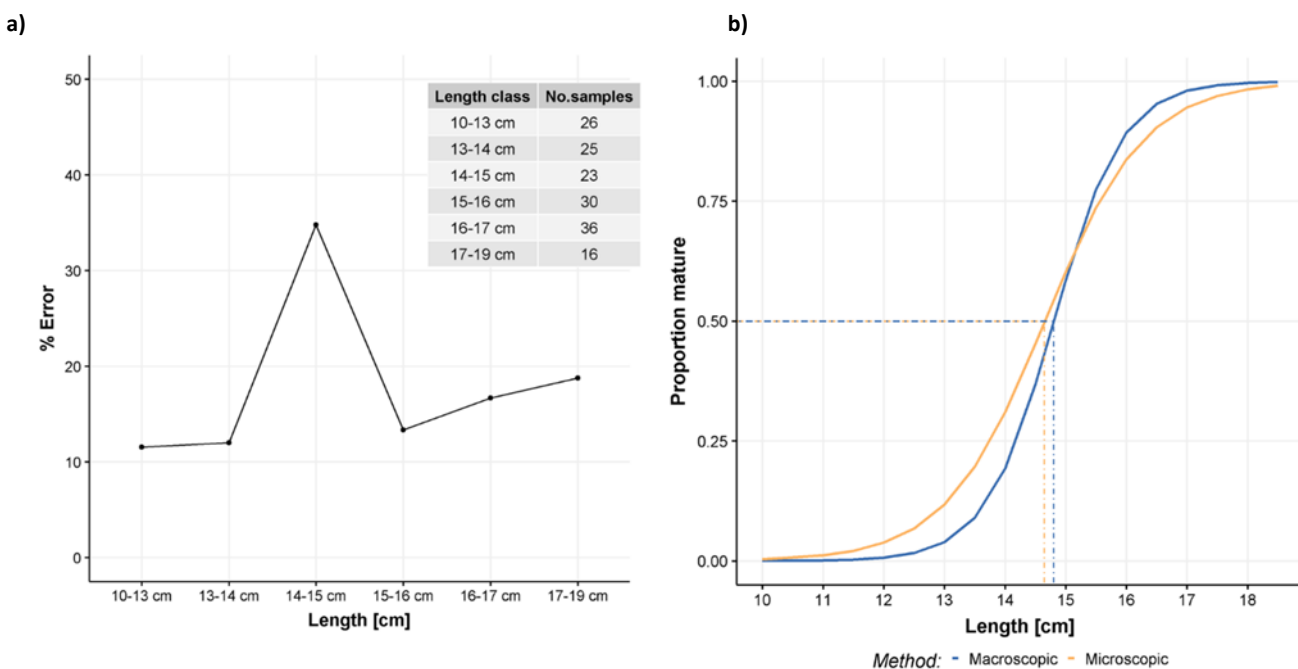 a)
50
40
30
20
10
0
% Error
Length class No.samples
10-13 cm 26
13-14 cm 25
14-15 cm 23
15-16 cm 30
16-17 cm 36
17-19 cm 16
10-13 cm 13-14 cm 14-15 cm 15-16 cm 16-17 cm 17-19 cm
Length [cm]
b)
1.00
0.75
0.50
0.25
0.00
Proportion mature
10 11 12 13 14 15 16 17 18
Length [cm]
Method: Macroscopic Microscopic